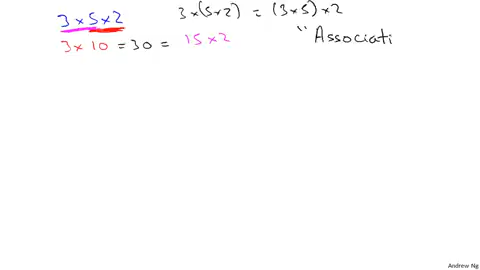 3 × 5 × 2
3 × (5 × 2) = (3 × 5) × 2
3 × 10 = 30 = 15 × 2
"Associati
Andrew Ng